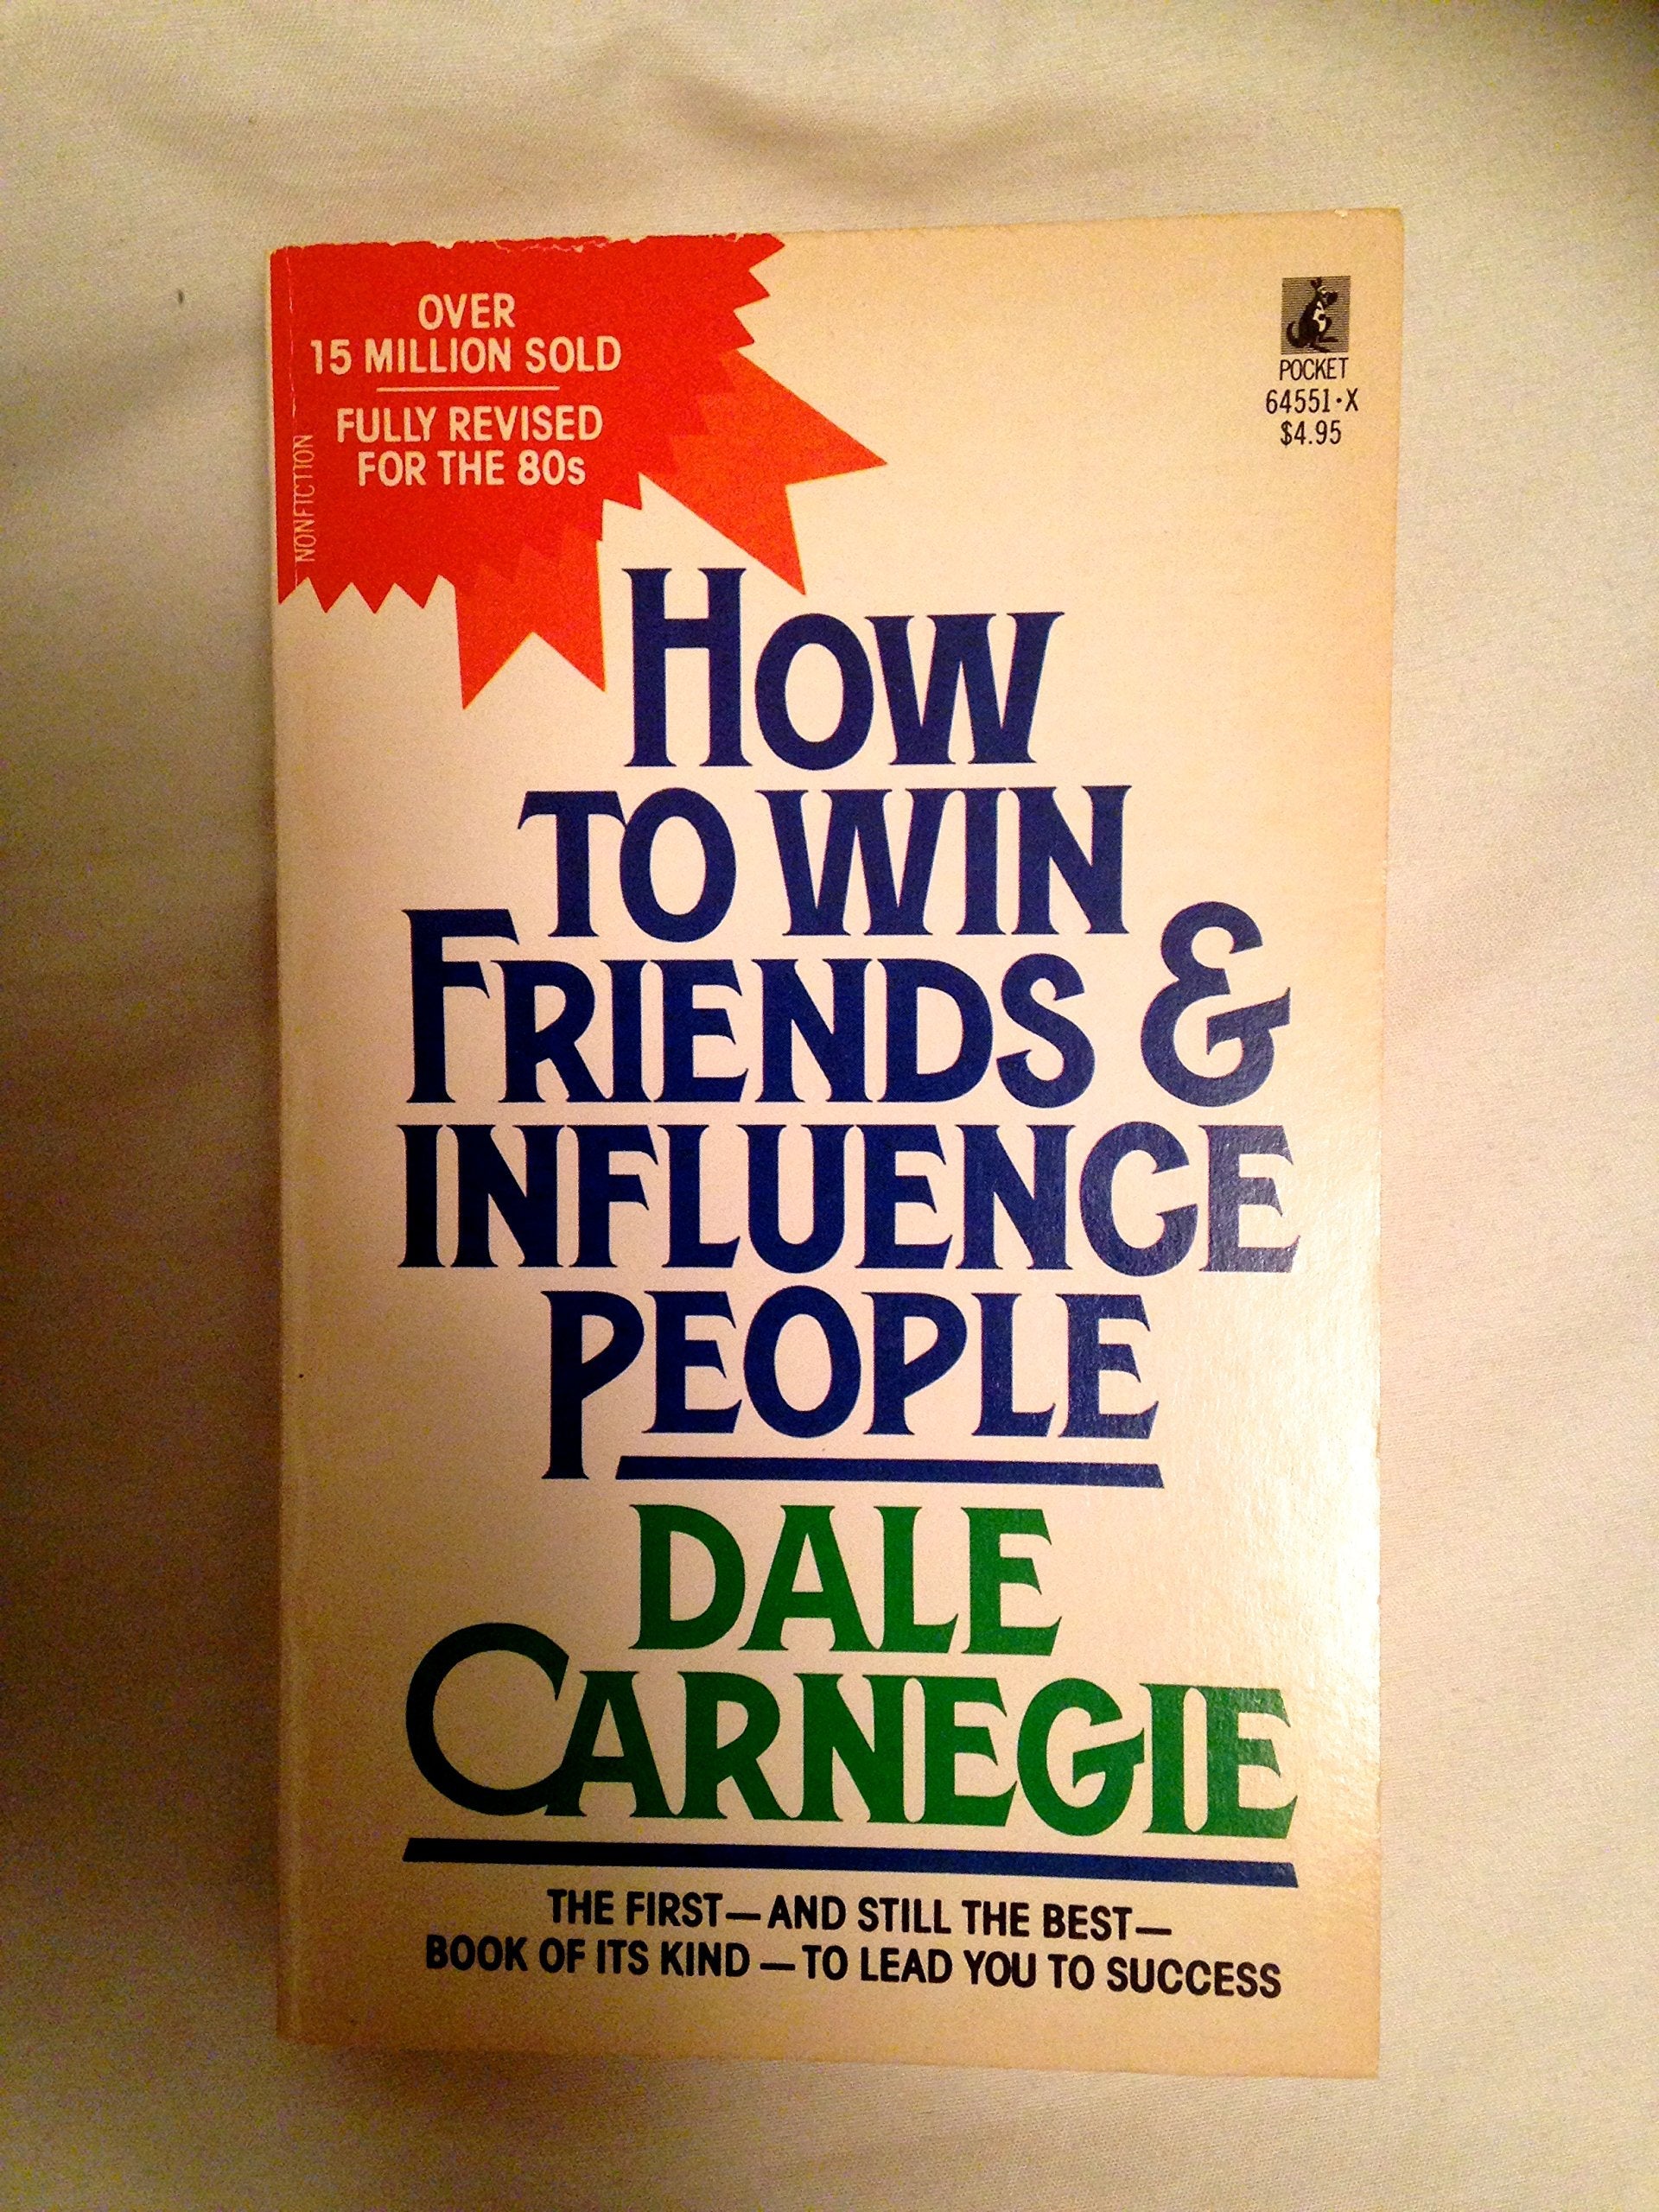 OVER
15 MILLION SOLD
FULLY REVISED
FOR THE 80s
NONFICTION
POCKET
64551·X
$4.95
HOW
TO WIN
FRIENDS &
INFLUENCE
PEOPLE
DALE
CARNEGIE
THE FIRST—AND STILL THE BEST—
BOOK OF ITS KIND—TO LEAD YOU TO SUCCESS